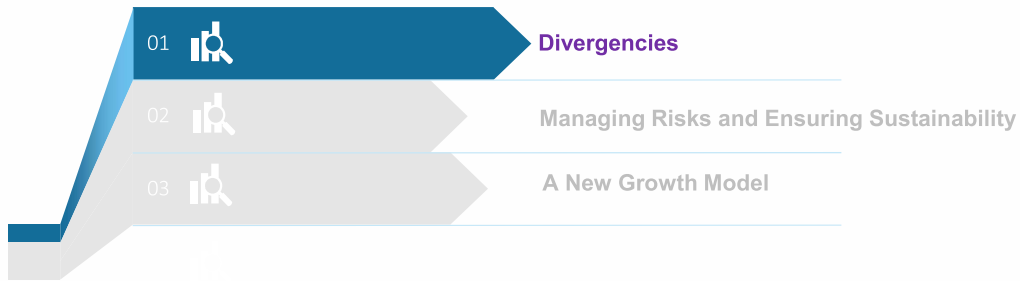 01
Divergencies
02
Managing Risks and Ensuring Sustainability
03
A New Growth Model